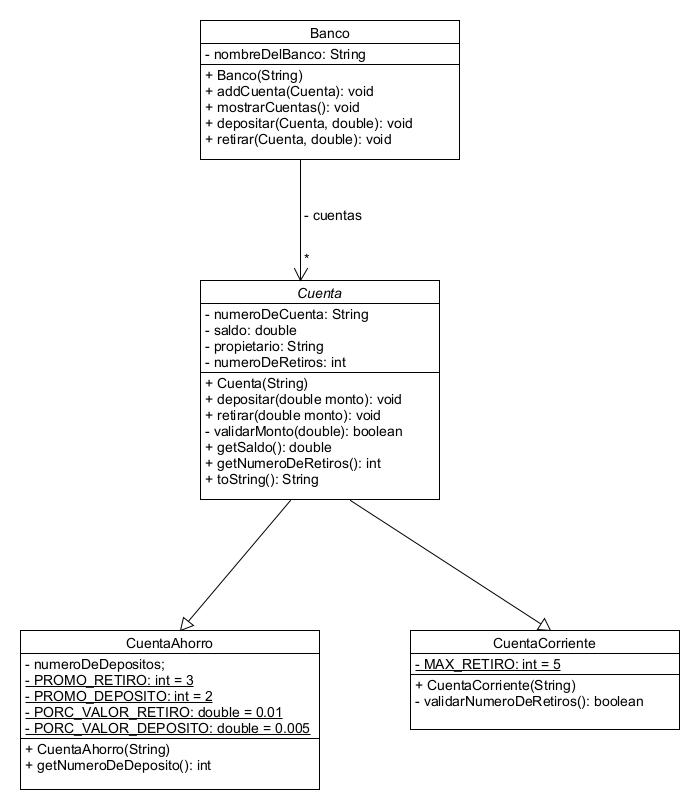 Banco
- nombreDelBanco: String
+ Banco(String)
+ addCuenta(Cuenta): void
+ mostrarCuentas(): void
+ depositar(Cuenta, double): void
+ retirar(Cuenta, double): void
- cuentas
*
Cuenta
- numeroDeCuenta: String
- saldo: double
- propietario: String
- numeroDeRetiros: int
+ Cuenta(String)
+ depositar(double monto): void
+ retirar(double monto): void
- validarMonto(double): boolean
+ getSaldo(): double
+ getNumeroDeRetiros(): int
+ toString(): String
CuentaAhorro
- numeroDeDepositos;
- PROMO_RETIRO: int = 3
- PROMO_DEPOSITO: int = 2
- PORC_VALOR_RETIRO: double = 0.01
- PORC_VALOR_DEPOSITO: double = 0.005
+ CuentaAhorro(String)
+ getNumeroDeDeposito(): int
CuentaCorriente
- MAX_RETIRO: int = 5
+ CuentaCorriente(String)
- validarNumeroDeRetiros(): boolean